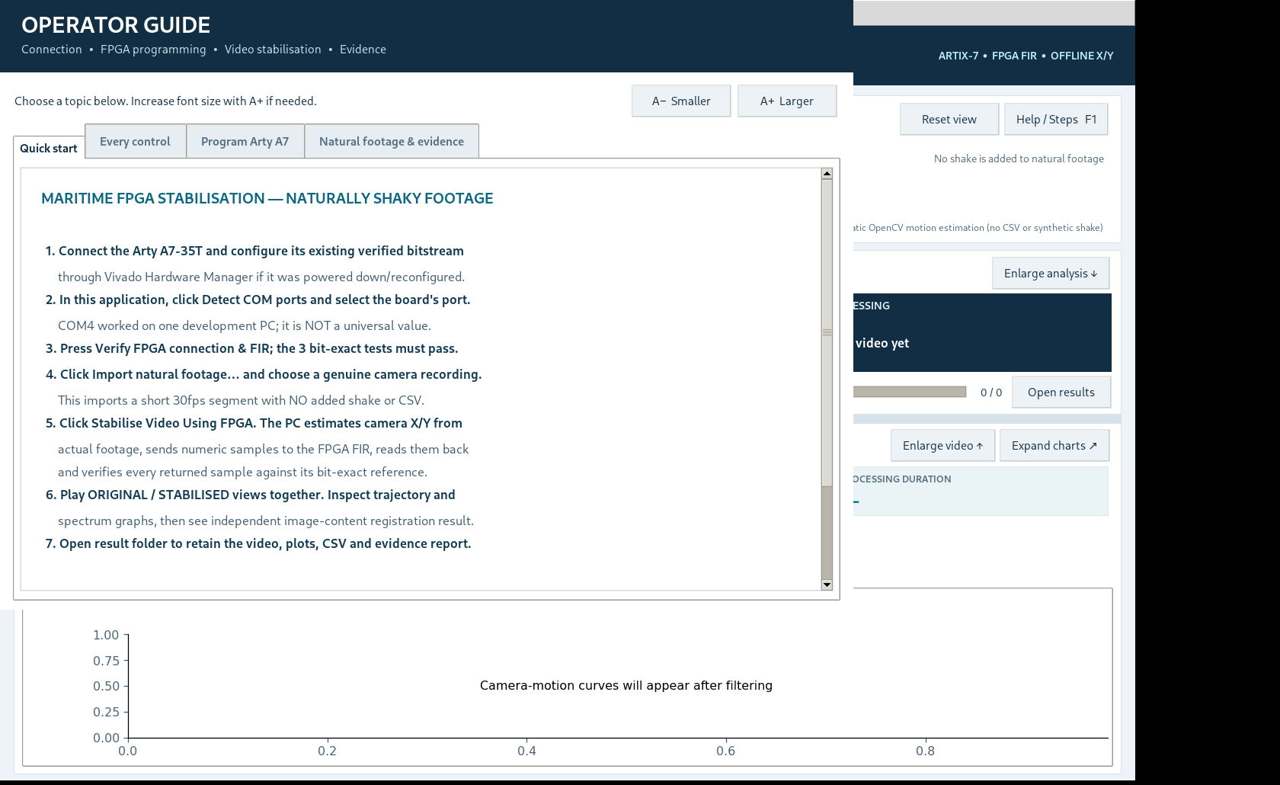 OPERATOR GUIDE
Connection • FPGA programming • Video stabilisation • Evidence
ARTIX-7 • FPGA FIR • OFFLINE X/Y
Choose a topic below. Increase font size with A+ if needed.
A− Smaller
A+ Larger
Reset view
Help / Steps F1
Quick start
Every control
Program Arty A7
Natural footage & evidence
No shake is added to natural footage
MARITIME FPGA STABILISATION — NATURALLY SHAKY FOOTAGE
1. Connect the Arty A7-35T and configure its existing verified bitstream
through Vivado Hardware Manager if it was powered down/reconfigured.
2. In this application, click Detect COM ports and select the board's port.
COM4 worked on one development PC; it is NOT a universal value.
3. Press Verify FPGA connection & FIR; the 3 bit-exact tests must pass.
4. Click Import natural footage... and choose a genuine camera recording.
This imports a short 30fps segment with NO added shake or CSV.
5. Click Stabilise Video Using FPGA. The PC estimates camera X/Y from
actual footage, sends numeric samples to the FPGA FIR, reads them back
and verifies every returned sample against its bit-exact reference.
6. Play ORIGINAL / STABILISED views together. Inspect trajectory and
spectrum graphs, then see independent image-content registration result.
7. Open result folder to retain the video, plots, CSV and evidence report.
atic OpenCV motion estimation (no CSV or synthetic shake)
Enlarge analysis ↓
ESSING
video yet
0 / 0
Open results
Enlarge video ↑
Expand charts ↗
OCESSING DURATION
–
1.00
0.75
0.50
0.25
0.00
Camera-motion curves will appear after filtering
0.0
0.2
0.4
0.6
0.8